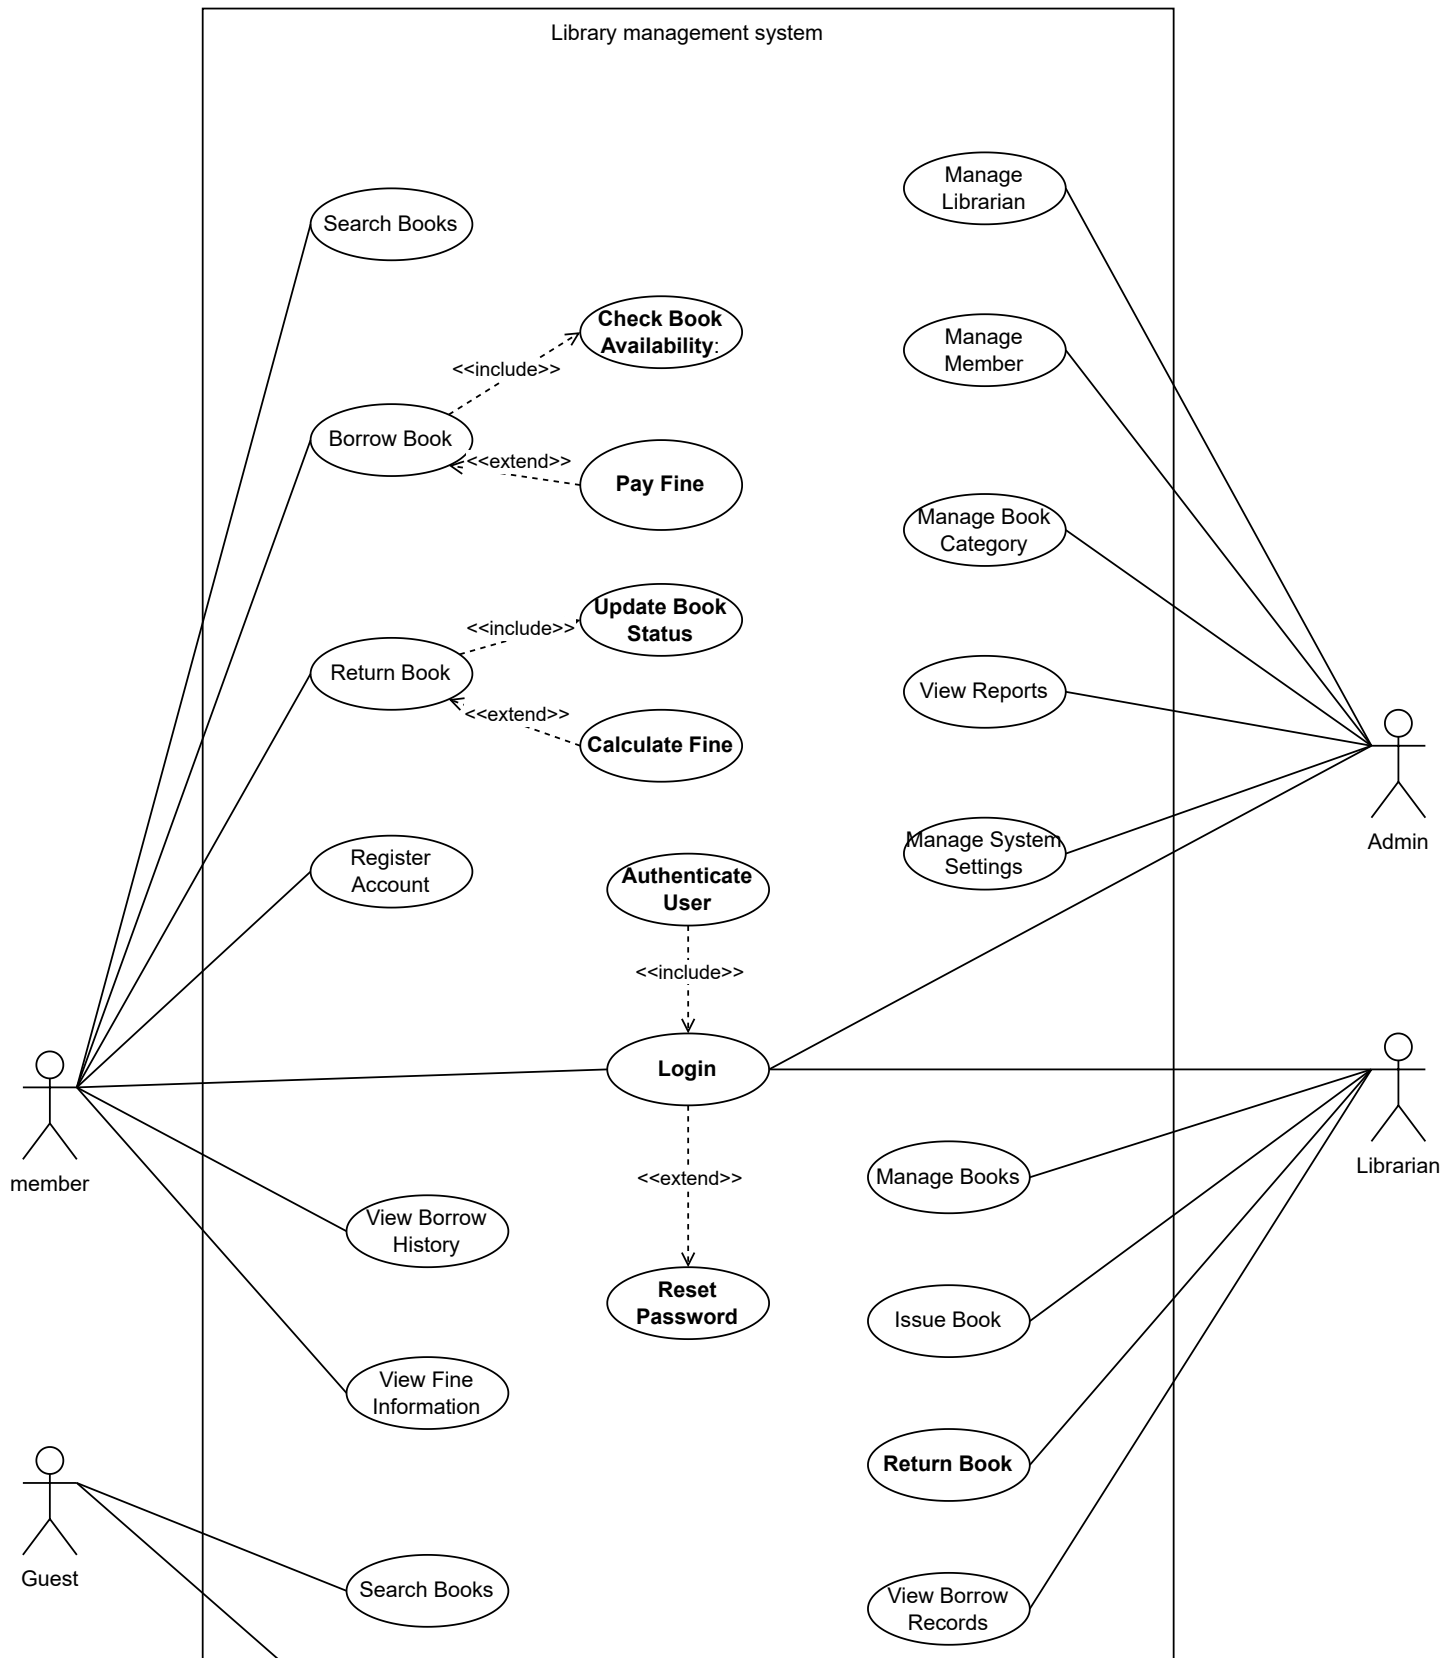 Library management system
Manage
Librarian
Search Books
Check Book
Availability:
<<include>>
Manage
Member
Borrow Book
<<extend>>
Pay Fine
Manage Book
Category
Update Book
Status
<<include>>
Return Book
<<extend>>
Calculate Fine
View Reports
Register
Account
Authenticate
User
Manage System
Settings
Admin
<<include>>
Login
member
Librarian
<<extend>>
Manage Books
View Borrow
History
Reset
Password
Issue Book
View Fine
Information
Return Book
Guest
Search Books
View Borrow
Records